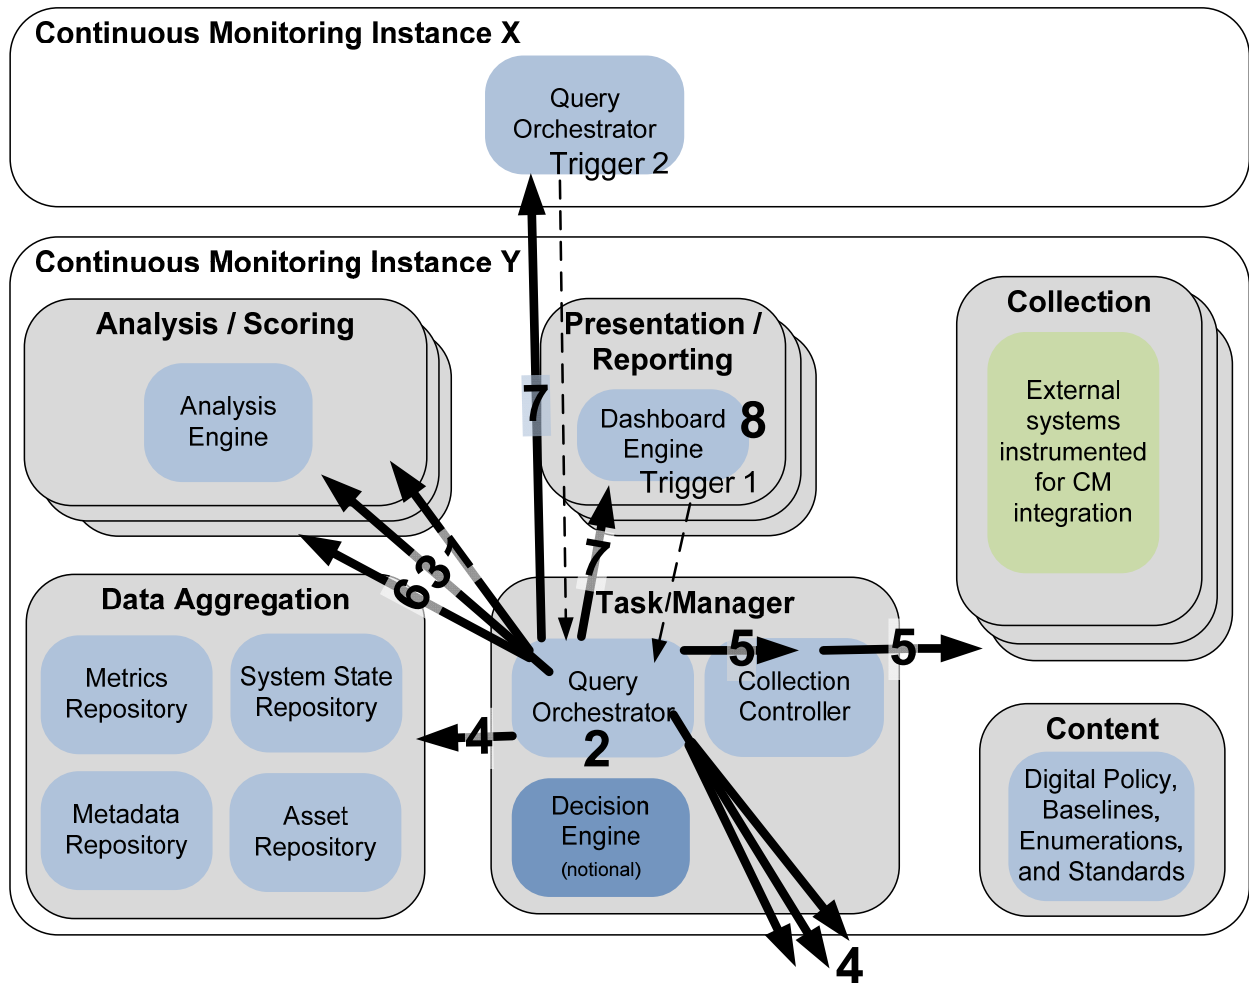 Continuous Monitoring Instance X
Query
Orchestrator
Trigger 2
Continuous Monitoring Instance Y
Analysis / Scoring
Analysis
Engine
7
Presentation /
Reporting
Dashboard
Engine
8
Trigger 1
Collection
External
systems
instrumented
for CM
integration
3
6
7
Data Aggregation
Metrics
Repository
System State
Repository
Metadata
Repository
Asset
Repository
4
Task Manager
Query
Orchestrator
2
5
Collection
Controller
5
Decision
Engine
(notional)
Content
Digital Policy,
Baselines,
Enumerations,
and Standards
4